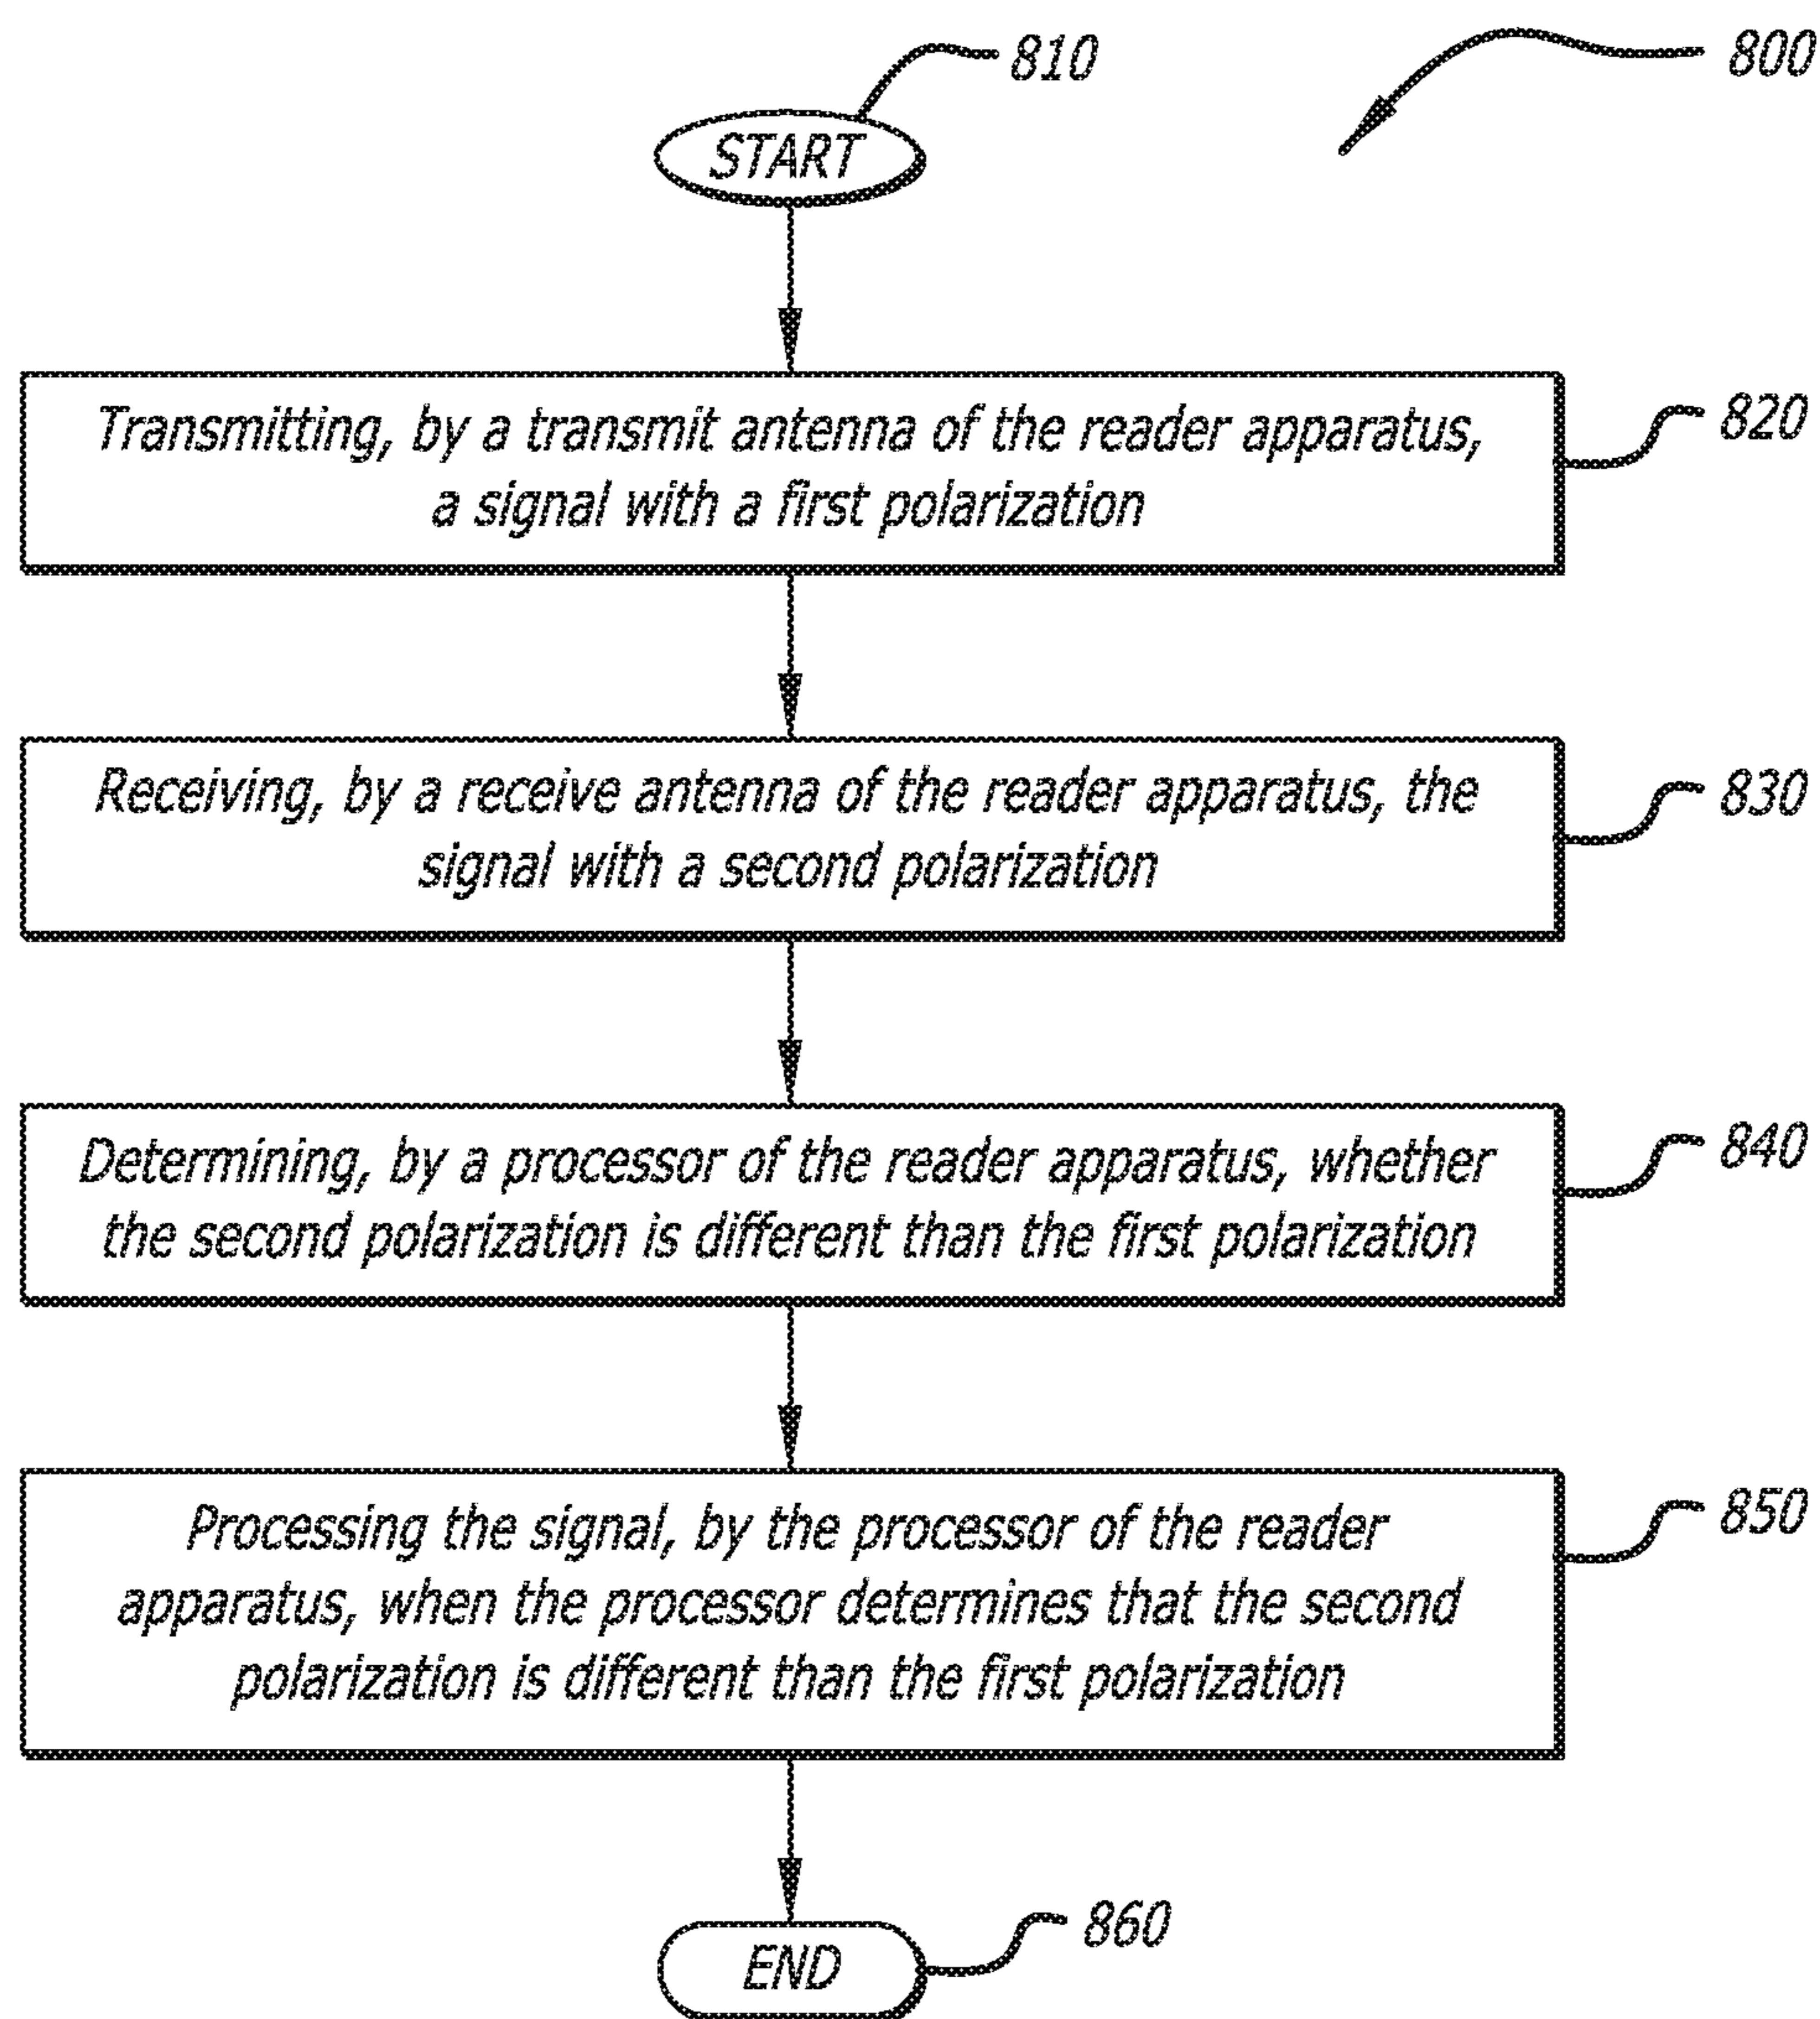 810
800
START
Transmitting, by a transmit antenna of the reader apparatus,
a signal with a first polarization
820
Receiving, by a receive antenna of the reader apparatus, the
signal with a second polarization
830
Determining, by a processor of the reader apparatus, whether
the second polarization is different than the first polarization
840
Processing the signal, by the processor of the reader
apparatus, when the processor determines that the second
polarization is different than the first polarization
850
END
860